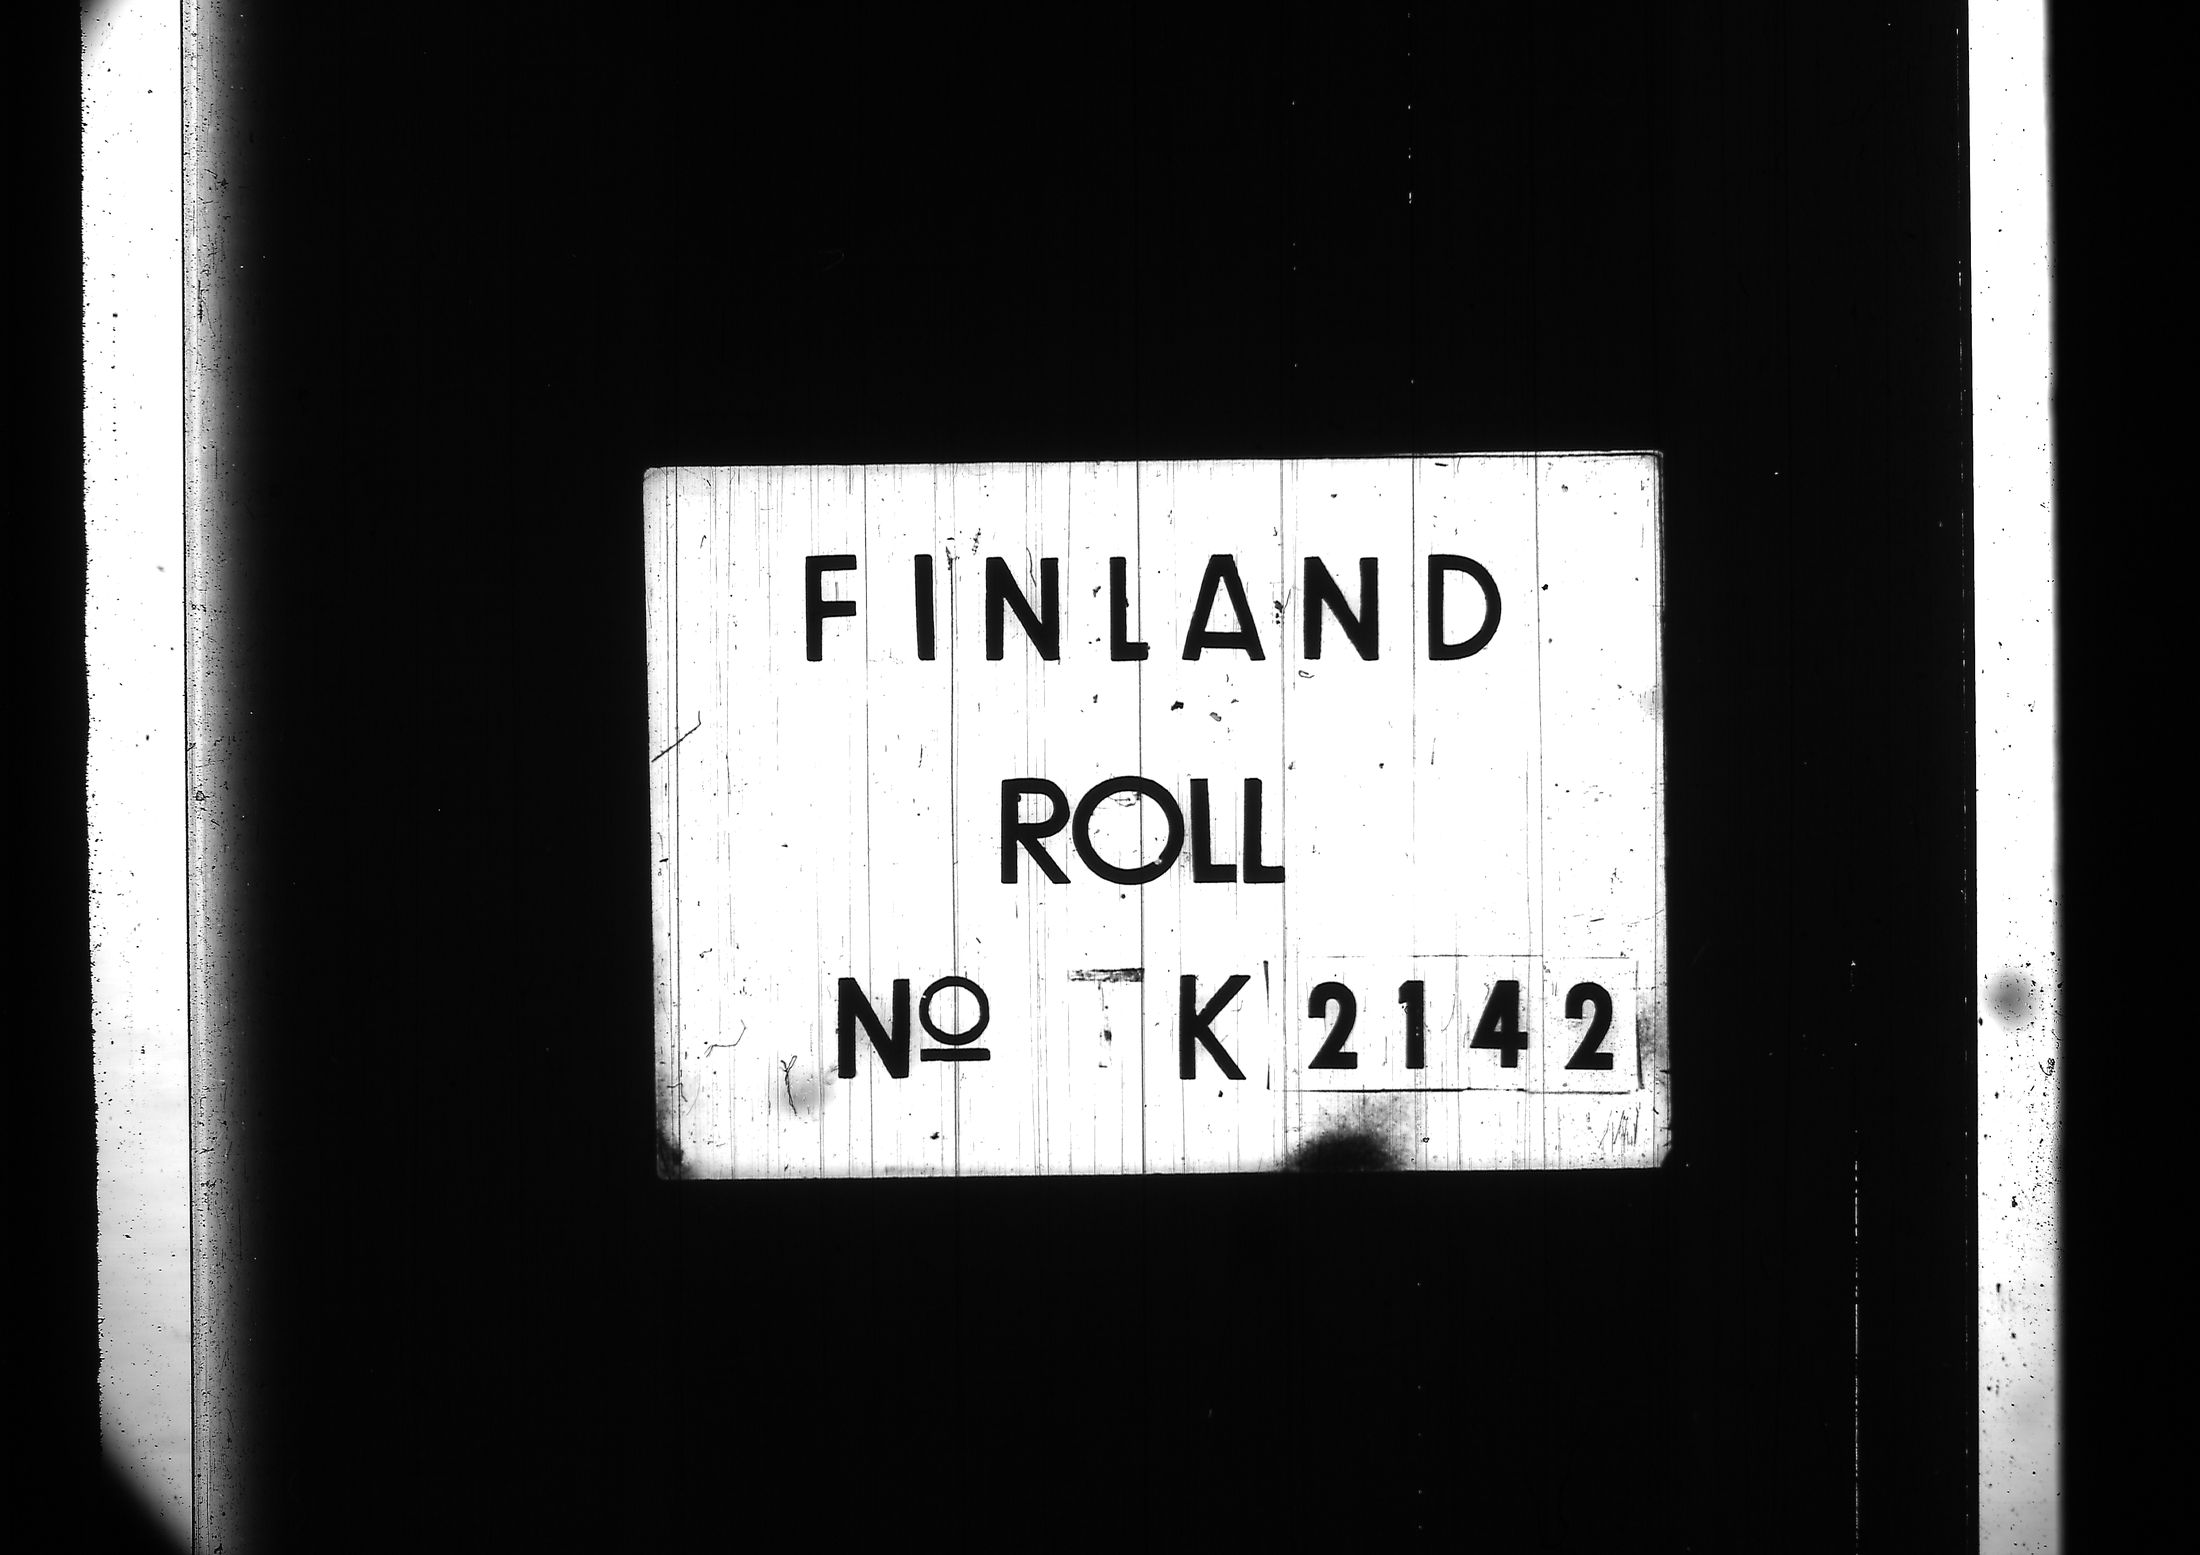 FINLAND
ROLL
Nº K 2142